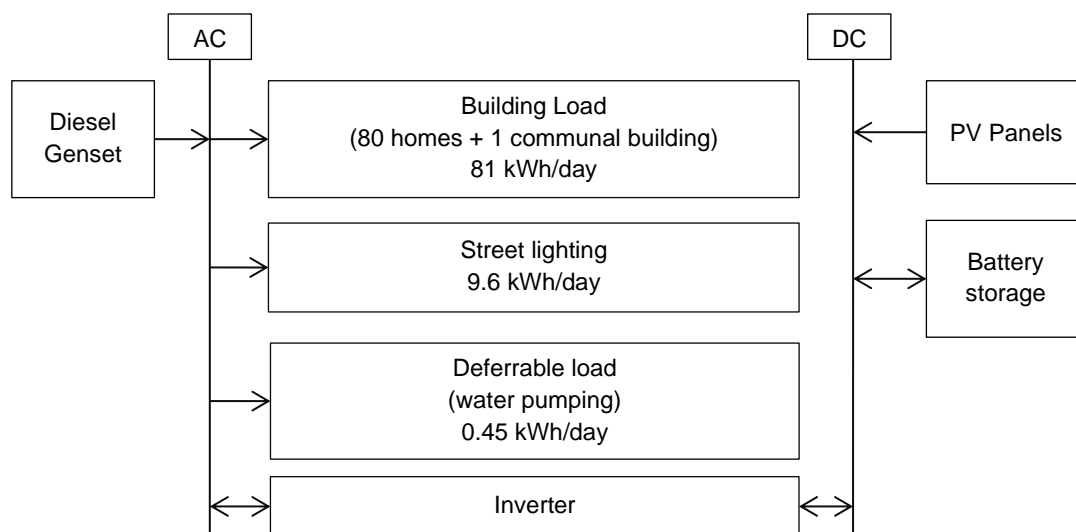 AC
DC
Diesel
Genset
Building Load
(80 homes + 1 communal building)
81 kWh/day
PV Panels
Street lighting
9.6 kWh/day
Battery
storage
Deferrable load
(water pumping)
0.45 kWh/day
Inverter